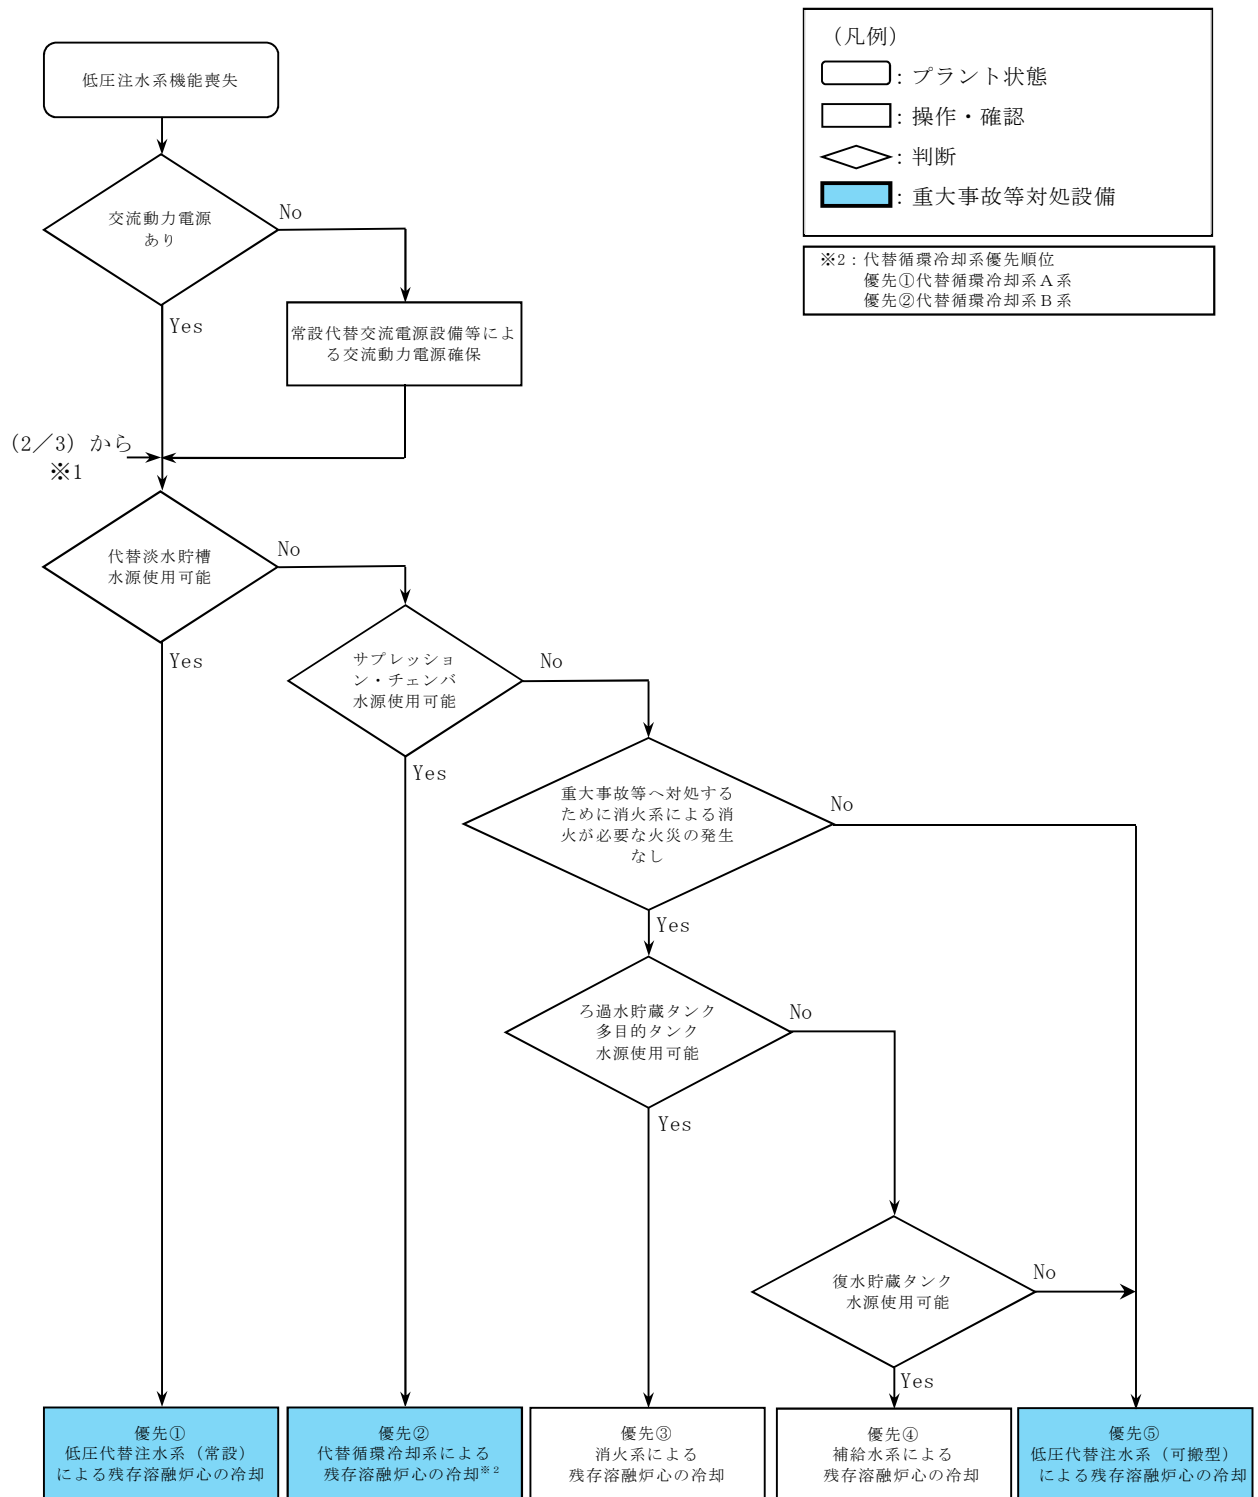 (凡例)
: プラント状態
: 操作・確認
: 判断
: 重大事故等対処設備
※2：代替循環冷却系優先順位
優先①代替循環冷却系Ａ系
優先②代替循環冷却系Ｂ系
低圧注水系機能喪失
交流動力電源
あり
No
Yes
常設代替交流電源設備等によ
る交流動力電源確保
(2／3) から
※1
代替淡水貯槽
水源使用可能
No
Yes
サプレッショ
ン・チェンバ
水源使用可能
No
Yes
重大事故等へ対処する
ために消火系による消
火が必要な火災の発生
なし
No
Yes
ろ過水貯蔵タンク
多目的タンク
水源使用可能
No
Yes
復水貯蔵タンク
水源使用可能
No
Yes
優先①
低圧代替注水系（常設）
による残存溶融炉心の冷却
優先②
代替循環冷却系による
残存溶融炉心の冷却※2
優先③
消火系による
残存溶融炉心の冷却
優先④
補給水系による
残存溶融炉心の冷却
優先⑤
低圧代替注水系（可搬型）
による残存溶融炉心の冷却